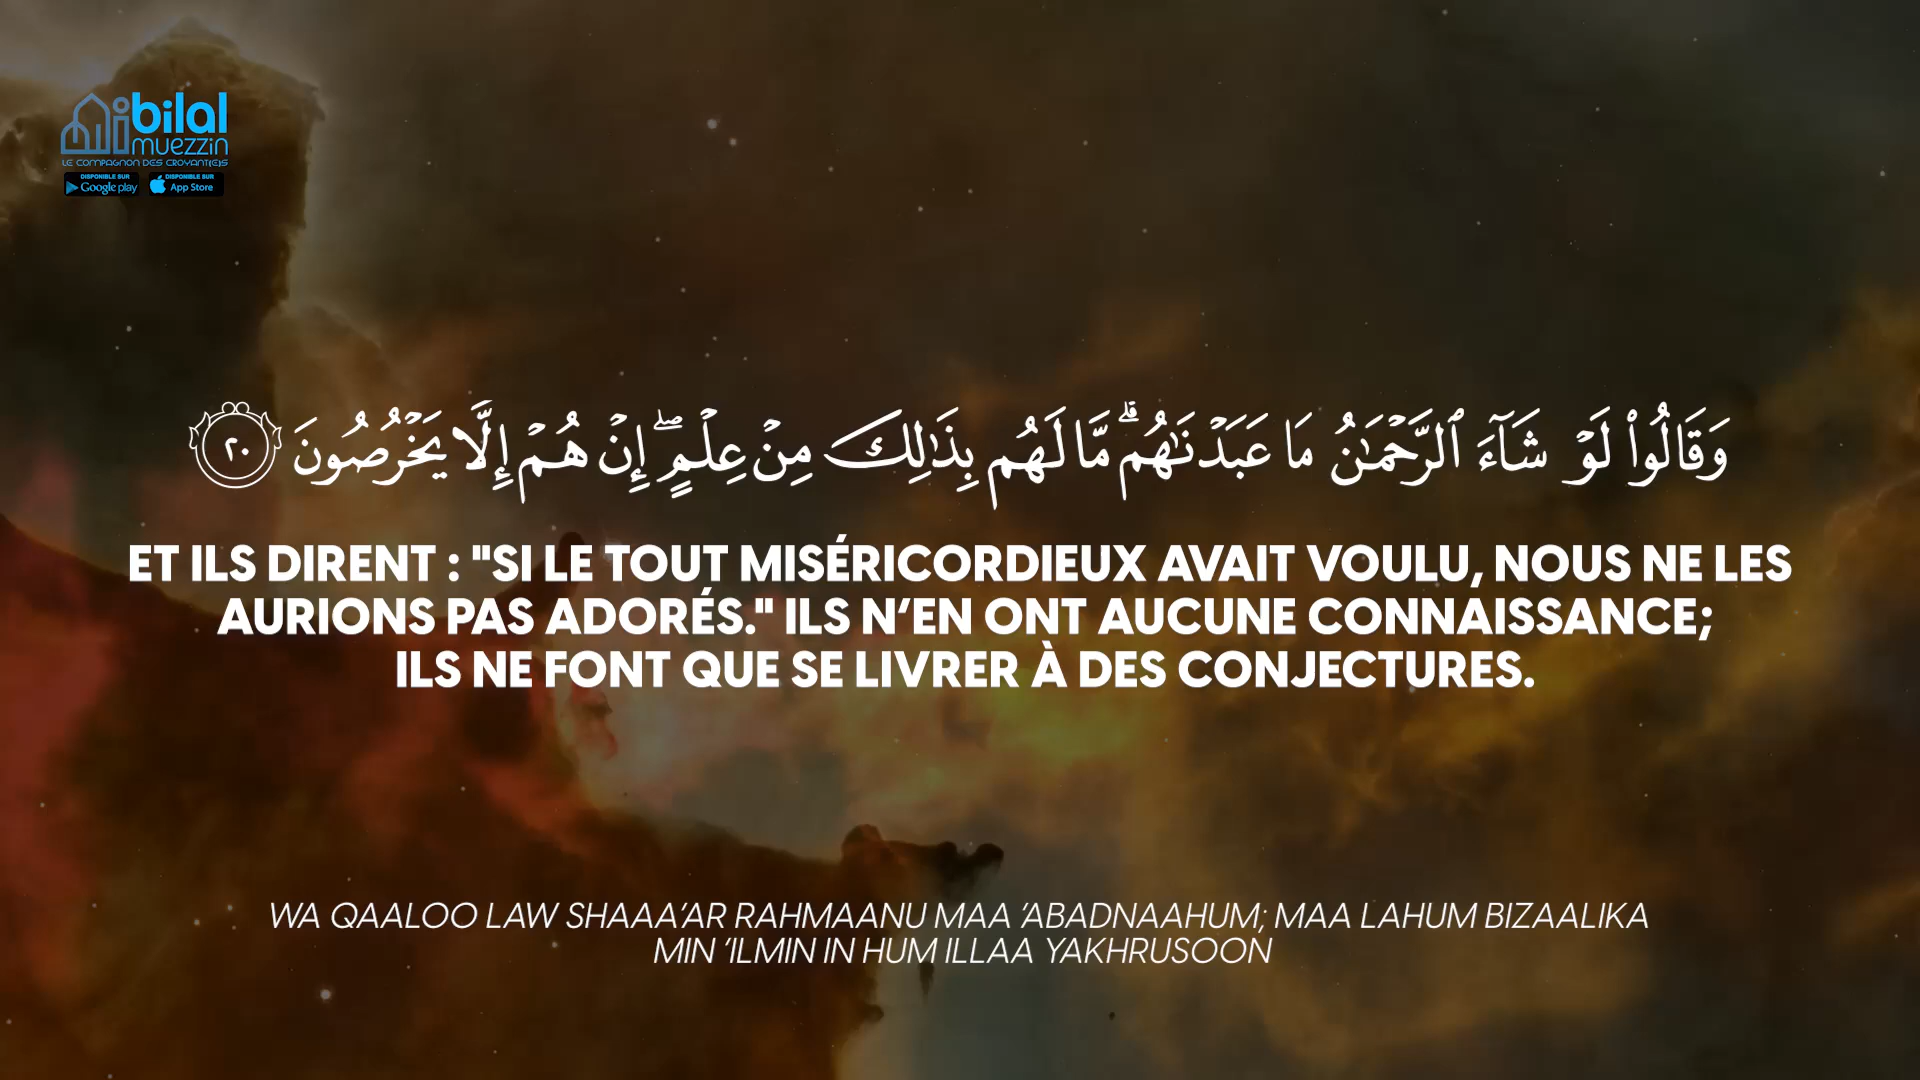 ibilal
muezzin
LE COMPAGNON DES CROYANT(E)S
DISPONIBLE SUR
Google play
DISPONIBLE SUR
App Store
وَقَالُوا۟ لَوْ شَآءَ ٱلرَّحْمَـٰنُ مَا عَبَدْنَـٰهُم ۗ مَّا لَهُم بِذَٰلِكَ مِنْ عِلْمٍ ۖ إِنْ هُمْ إِلَّا يَخْرُصُونَ ٢٠
ET ILS DIRENT : "SI LE TOUT MISÉRICORDIEUX AVAIT VOULU, NOUS NE LES
AURIONS PAS ADORÉS." ILS N’EN ONT AUCUNE CONNAISSANCE;
ILS NE FONT QUE SE LIVRER À DES CONJECTURES.
WA QAALOO LAW SHAAA’AR RAHMAANU MAA ‘ABADNAAHUM; MAA LAHUM BIZAALIKA
MIN ‘ILMIN IN HUM ILLAA YAKHRUSOON